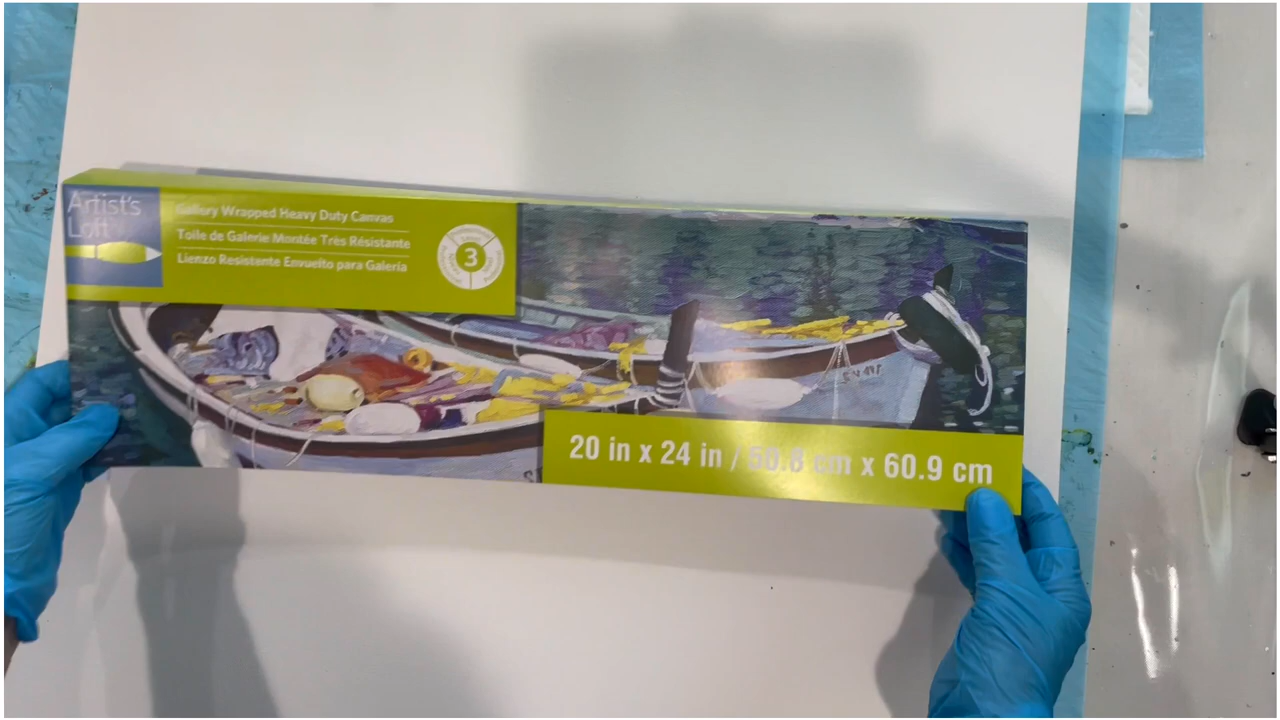 Artist's
Loft
Gallery Wrapped Heavy Duty Canvas
Toile de Galerie Montée Très Résistante
Lienzo Resistente Envuelto para Galería
3
20 in x 24 in / 50.8 cm x 60.9 cm